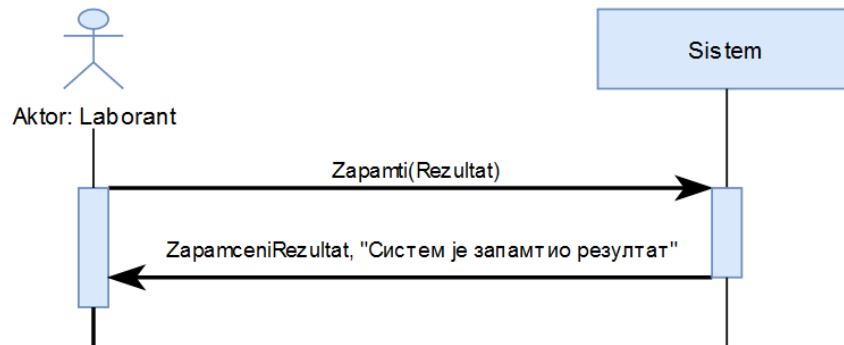 Sistem
Aktor: Laborant
Zapamti(Rezultat)
ZapamceniRezultat, "Систем је запамтио резултат"